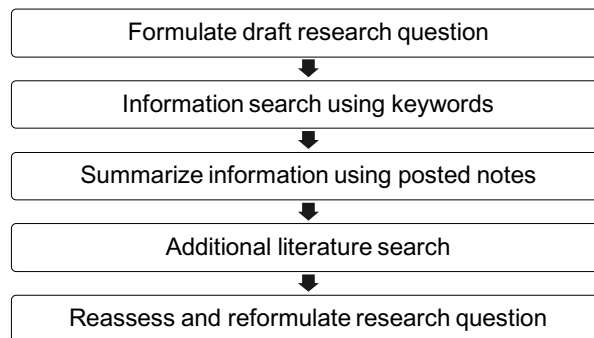 Formulate draft research question
Information search using keywords
Summarize information using posted notes
Additional literature search
Reassess and reformulate research question